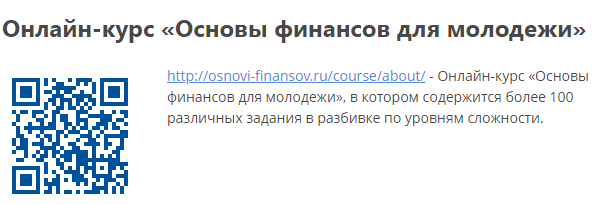 Онлайн-курс «Основы финансов для молодежи»
http://osnovi-finansov.ru/course/about/ - Онлайн-курс «Основы
финансов для молодежи», в котором содержится более 100
различных задания в разбивке по уровням сложности.